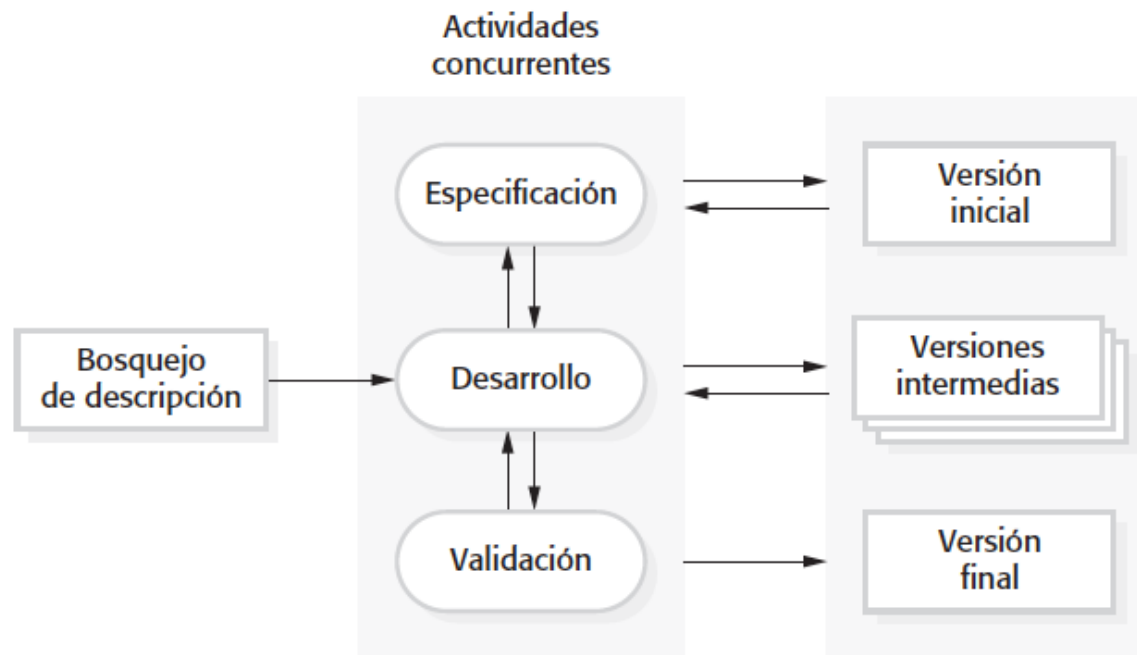 Actividades
concurrentes
Especificación
Versión
inicial
Bosquejo
de descripción
Desarrollo
Versiones
intermedias
Validación
Versión
final